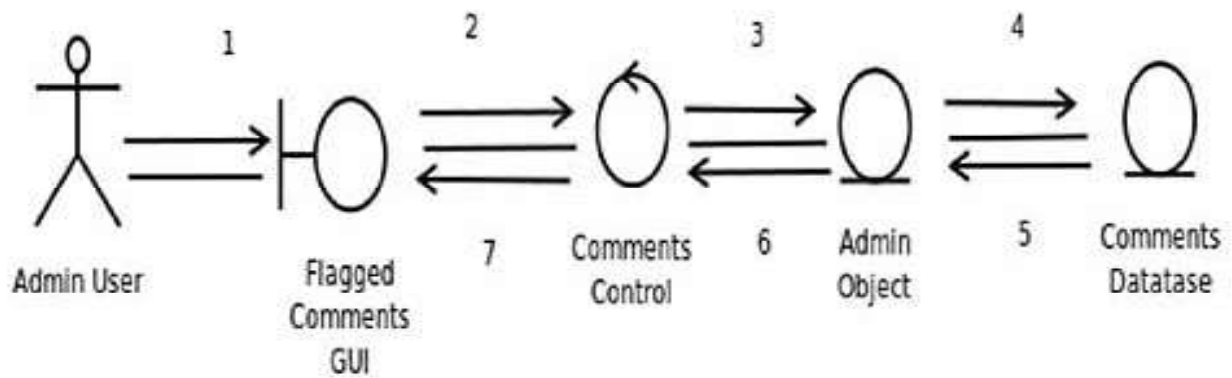 1
2
3
4
Admin User
Flagged
Comments
GUI
7
Comments
Control
6
Admin
Object
5
Comments
Datatase